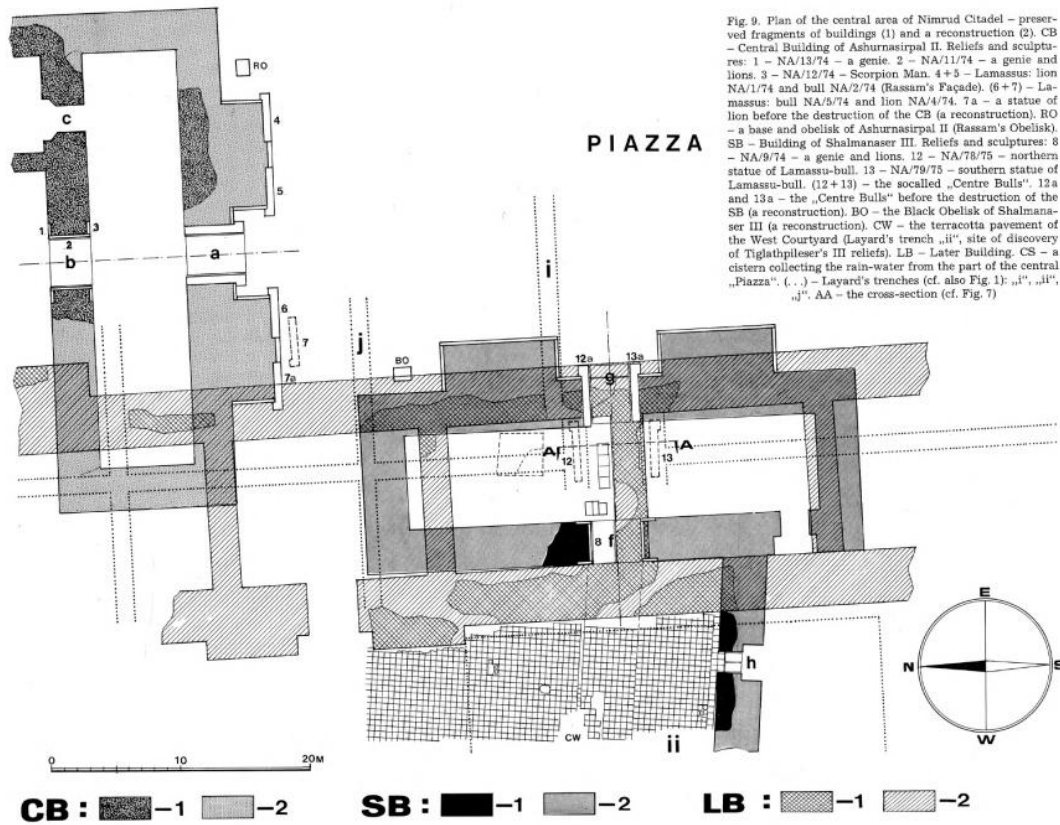 Fig. 9. Plan of the central area of Nimrud Citadel – preser-
ved fragments of buildings (1) and a reconstruction (2). CB
– Central Building of Ashurnasirpal II. Reliefs and sculptu-
res: 1 – NA/13/74 – a genie. 2 – NA/11/74 – a genie and
lions. 3 – NA/12/74 – Scorpion Man. 4+5 – Lamassu: lion
NA/1/74 and bull NA/2/74 (Rassam's Façade). (6+7) – La-
massus: bull NA/5/74 and lion NA/4/74. 7a – a statue of
lion before the destruction of the CB (a reconstruction). RO
– a base and obelisk of Ashurnasirpal II (Rassam's Obelisk).
SB – Building of Shalmanaser III. Reliefs and sculptures: 8
– NA/9/74 – a genie and lions. 12 – NA/78/75 – northern
statue of Lamassu-bull. 13 – NA/79/75 – southern statue of
Lamassu-bull. (12+13) – the socalled „Centre Bulls". 12a
and 13a – the „Centre Bulls" before the destruction of the
SB (a reconstruction). BO – the Black Obelisk of Shalmana-
ser III (a reconstruction). CW – the terracotta pavement of
the West Courtyard (Layard's trench „ii", site of discovery
of Tiglathpileser's III reliefs). LB – Later Building. CS – a
cistern collecting the rain-water from the part of the central
„Piazza". (...) – Layard's trenches (cf. also Fig. 1): „i", „ii",
„j". AA – the cross-section (cf. Fig. 7)
RO
4
c
PIAZZA
5
1 2 3
b
a
i
6
7
j
7a
BO
12a
13a
g
A
12
13
A
8
f
h
E
N
S
W
CW
ii
0 10 20M
CB : –1 –2 SB : –1 –2 LB : –1 –2